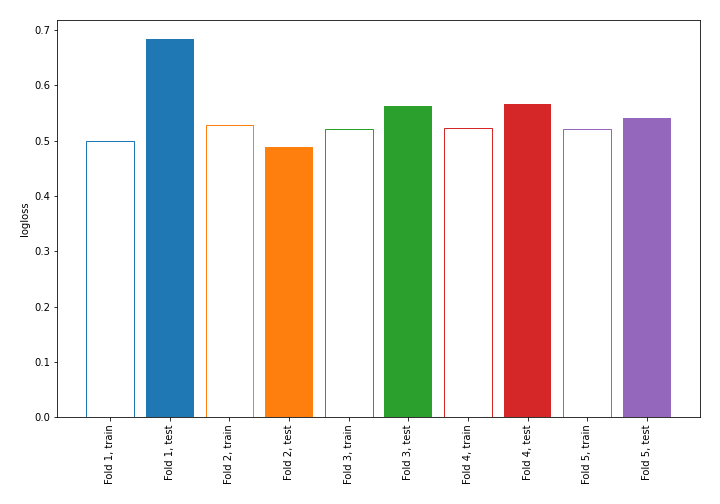 0.7
0.6
0.5
0.4
0.3
0.2
0.1
0.0
logloss
Fold 1, train
Fold 1, test
Fold 2, train
Fold 2, test
Fold 3, train
Fold 3, test
Fold 4, train
Fold 4, test
Fold 5, train
Fold 5, test